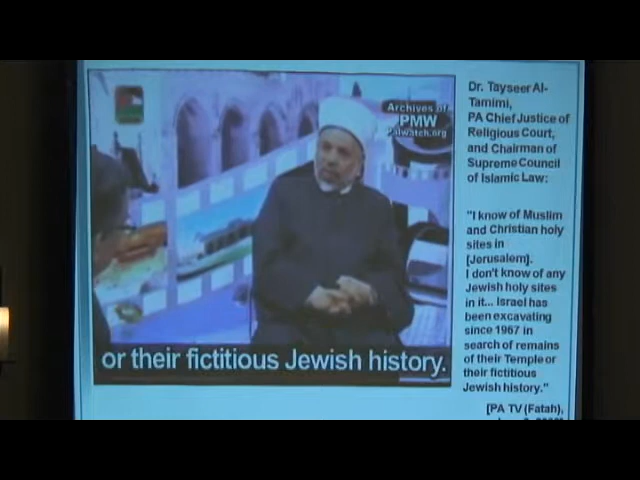 Archives of
PMW
Palwatch.org
or their fictitious Jewish history.
Dr. Tayseer Al-
Tamimi,
PA Chief Justice of
Religious Court,
and Chairman of
Supreme Council
of Islamic Law:
"I know of Muslim
and Christian holy
sites in
[Jerusalem].
I don't know of any
Jewish holy sites
in it... Israel has
been excavating
since 1967 in
search of remains
of their Temple or
their fictitious
Jewish history."
[PA TV (Fatah),